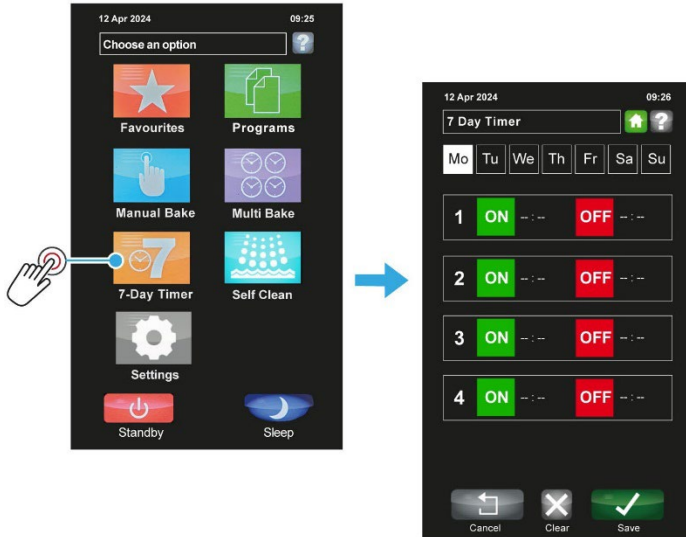 12 Apr 2024 09:25
Choose an option ?
Favourites Programs
Manual Bake Multi Bake
7
7-Day Timer Self Clean
Settings
Standby Sleep
12 Apr 2024 09:26
7 Day Timer ?
Mo Tu We Th Fr Sa Su
1 ON --:-- OFF --:--
2 ON --:-- OFF --:--
3 ON --:-- OFF --:--
4 ON --:-- OFF --:--
Cancel Clear Save